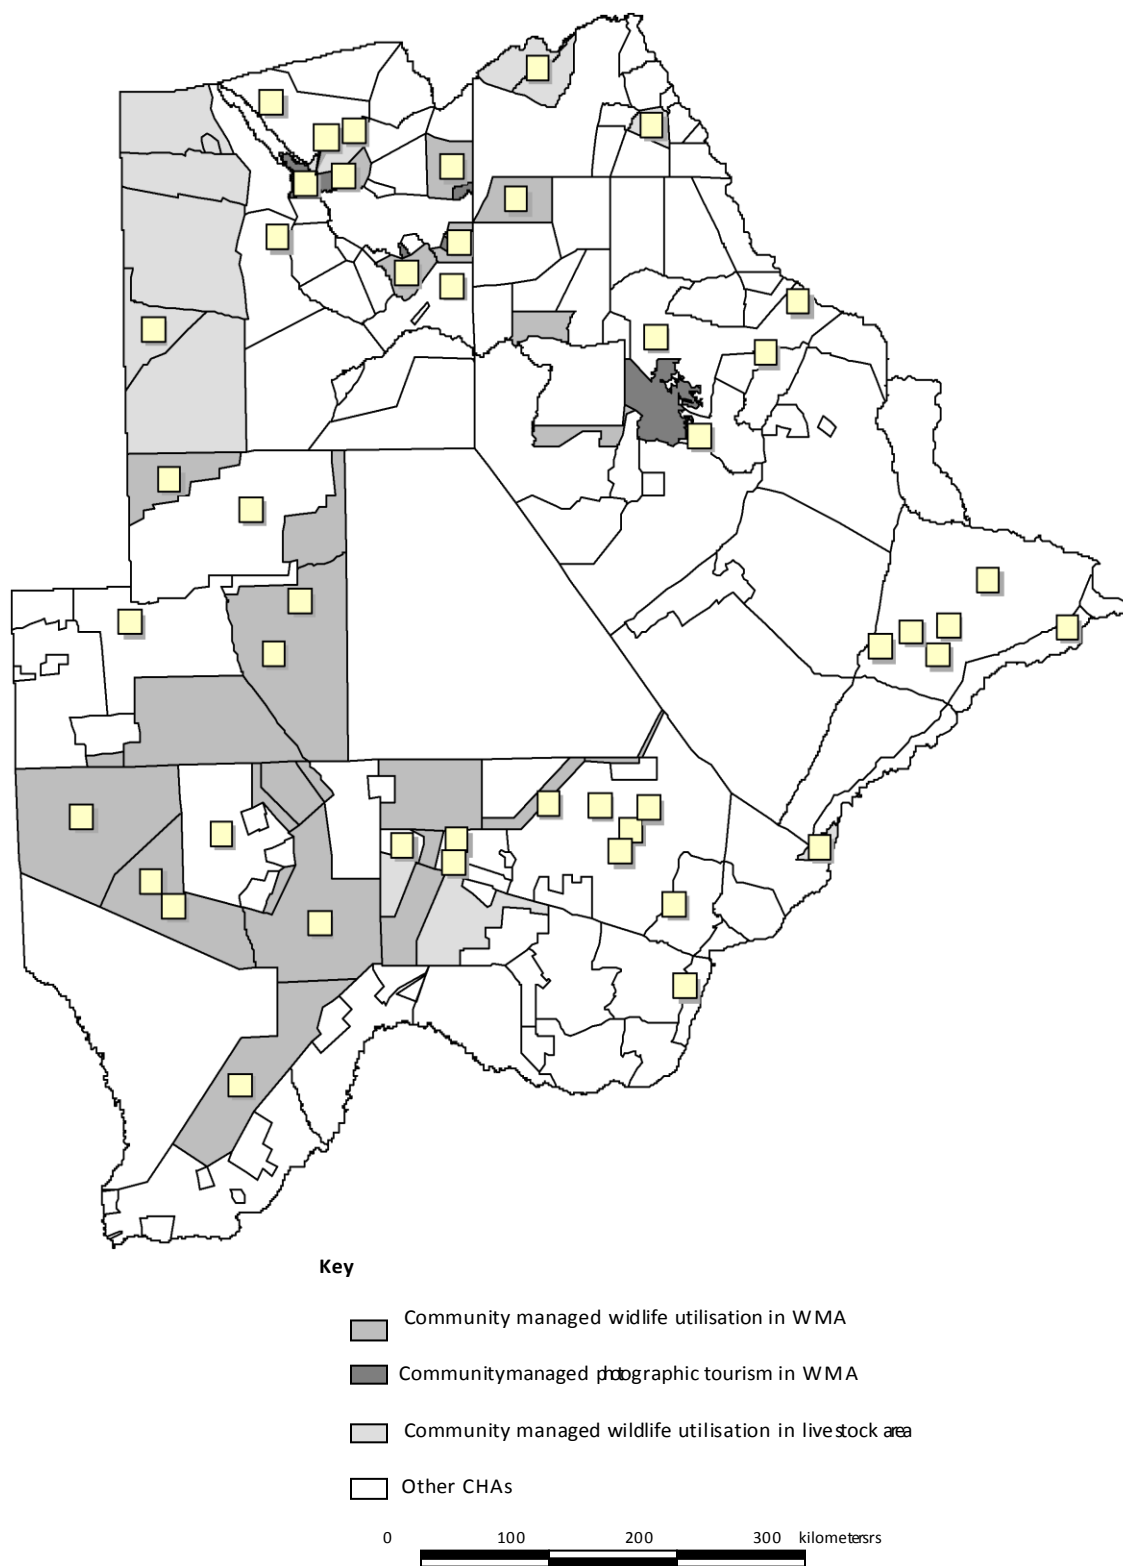 Key
Community managed widlife utilisation in WMA
Communitymanaged photographic tourism in WMA
Community managed wildlife utilisation in livestock area
Other CHAs
0 100 200 300 kilometersrs